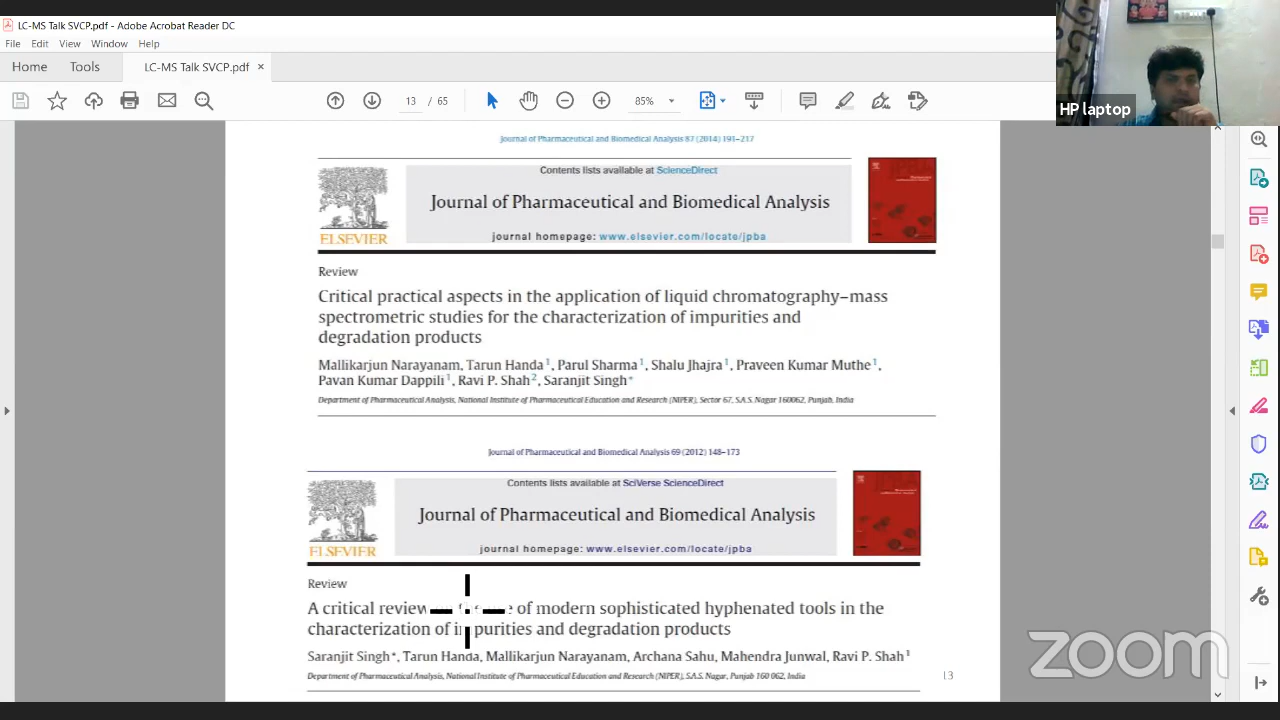 LC-MS Talk SVCP.pdf - Adobe Acrobat Reader DC
File Edit View Window Help
Home Tools LC-MS Talk SVCP.pdf ×
13 / 65 85%
HP laptop
Journal of Pharmaceutical and Biomedical Analysis 87 (2014) 191–217
Contents lists available at ScienceDirect
Journal of Pharmaceutical and Biomedical Analysis
journal homepage: www.elsevier.com/locate/jpba
ELSEVIER
Review
Critical practical aspects in the application of liquid chromatography–mass
spectrometric studies for the characterization of impurities and
degradation products
Mallikarjun Narayanam, Tarun Handa¹, Parul Sharma¹, Shalu Jhajra¹, Praveen Kumar Muthe¹,
Pavan Kumar Dappili¹, Ravi P. Shah², Saranjit Singh*
Department of Pharmaceutical Analysis, National Institute of Pharmaceutical Education and Research (NIPER), Sector 67, S.A.S. Nagar 160062, Punjab, India
Journal of Pharmaceutical and Biomedical Analysis 69 (2012) 148–173
Contents lists available at SciVerse ScienceDirect
Journal of Pharmaceutical and Biomedical Analysis
journal homepage: www.elsevier.com/locate/jpba
ELSEVIER
Review
A critical review of modern sophisticated hyphenated tools in the
characterization of impurities and degradation products
Saranjit Singh*, Tarun Handa, Mallikarjun Narayanam, Archana Sahu, Mahendra Junwal, Ravi P. Shah¹
Department of Pharmaceutical Analysis, National Institute of Pharmaceutical Education and Research (NIPER), S.A.S. Nagar, Punjab 160 062, India
13
zoom